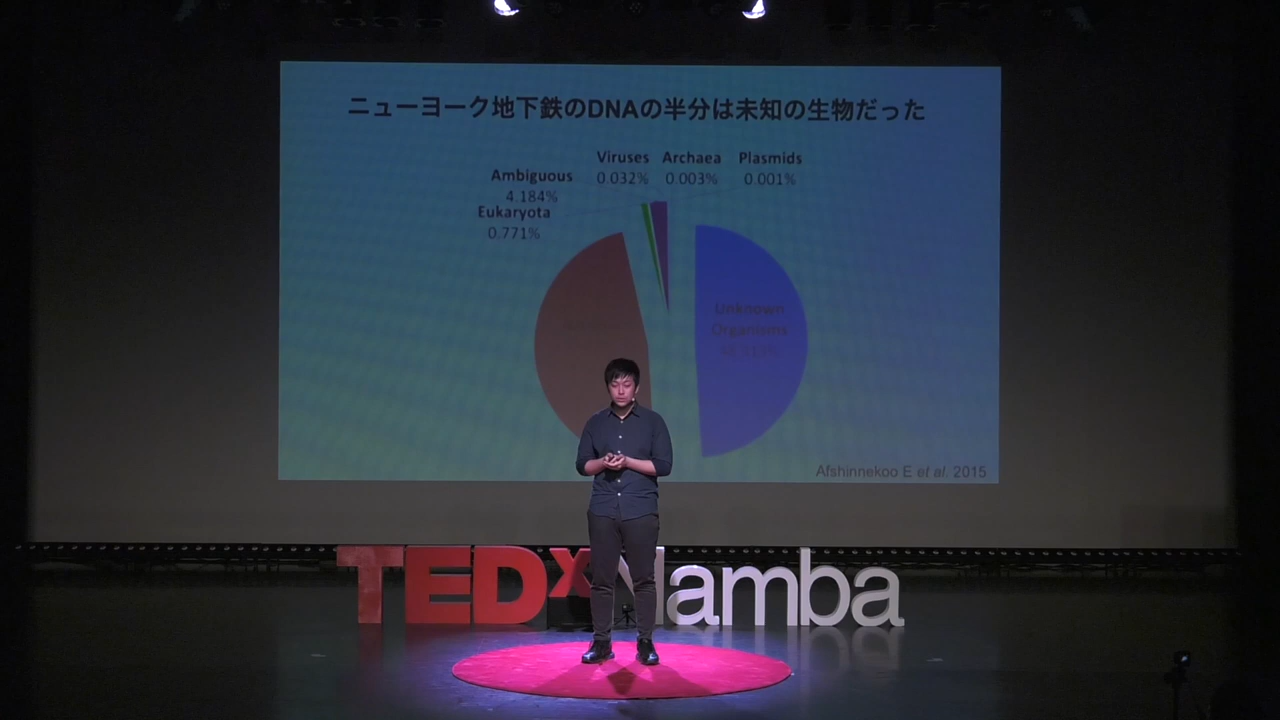 ニューヨーク地下鉄のDNAの半分は未知の生物だった
Viruses
0.032%
Archaea
0.003%
Plasmids
0.001%
Ambiguous
4.184%
Eukaryota
0.771%
Unknown
Organisms
Afshinnekoo E et al. 2015
TEDx Namba